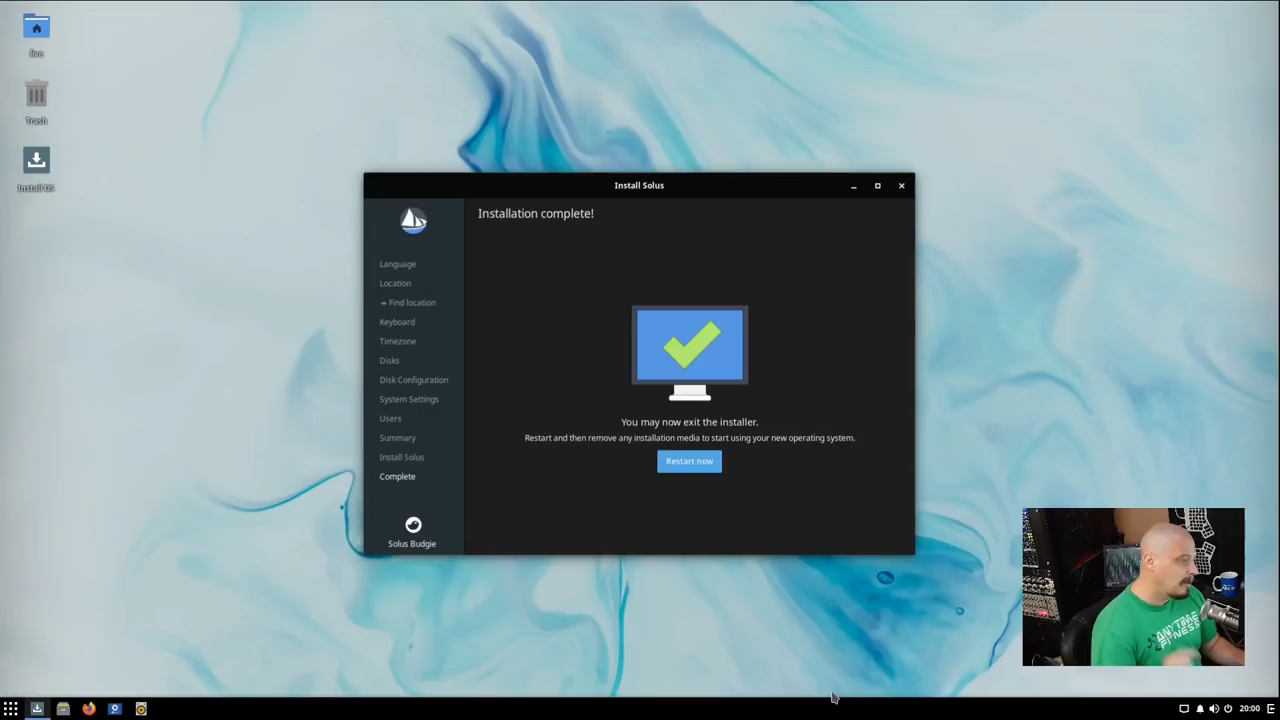 live
Trash
Install OS
Install Solus
Installation complete!
Language
Location
Find location
Keyboard
Timezone
Disks
Disk Configuration
System Settings
Users
Summary
Install Solus
Complete
Solus Budgie
You may now exit the installer.
Restart and then remove any installation media to start using your new operating system.
Restart now
ANYTIME
FITNESS
20:00